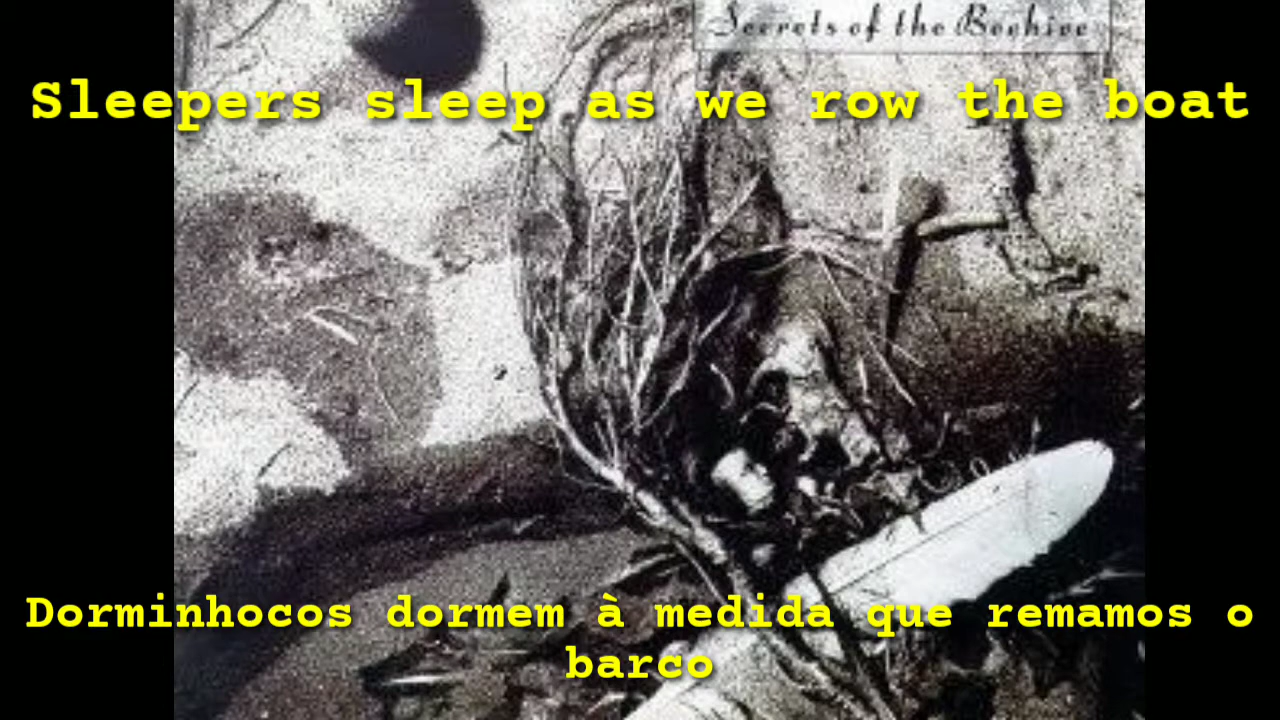 Secrets of the Beehive
Sleepers sleep as we row the boat
Dorminhocos dormem à medida que remamos o
barco